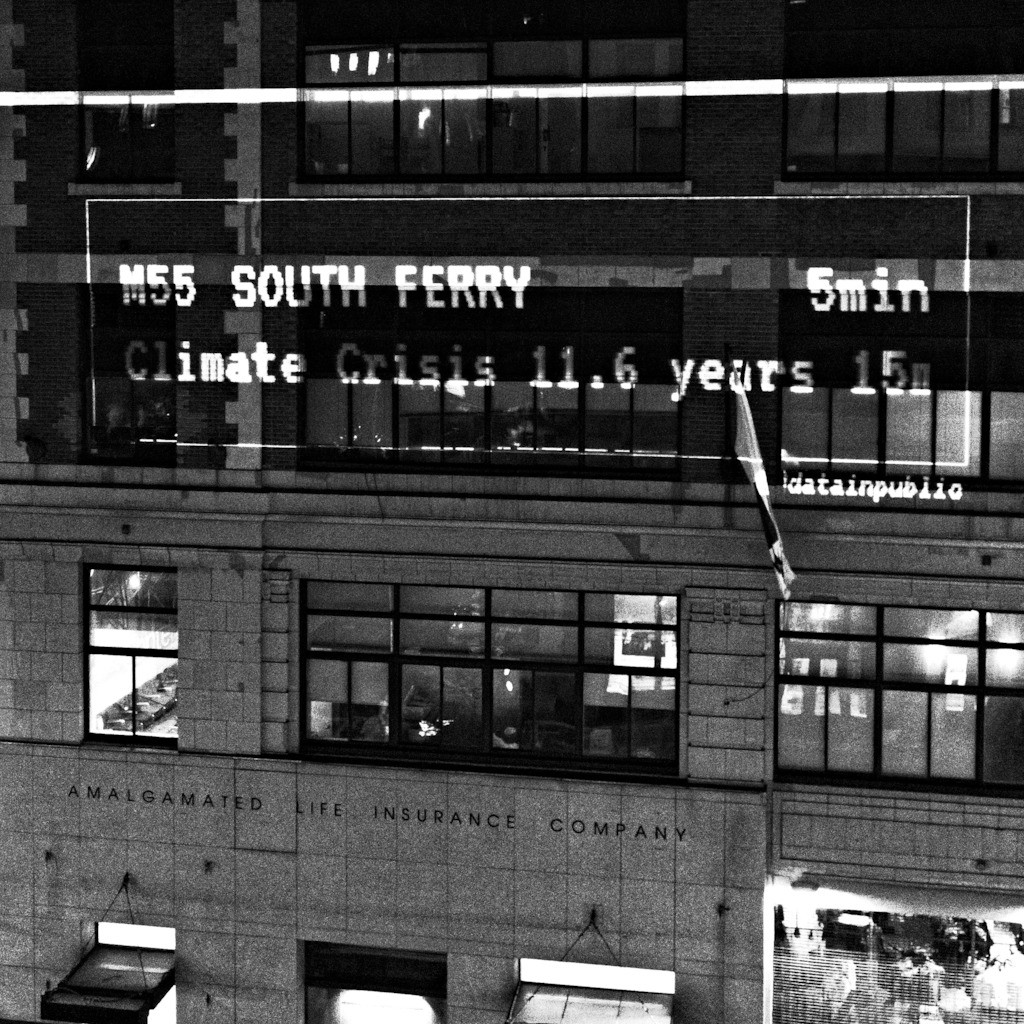 M55 SOUTH FERRY 5min
Climate Crisis 11.6 years 15m
@datainpublic
AMALGAMATED LIFE INSURANCE COMPANY